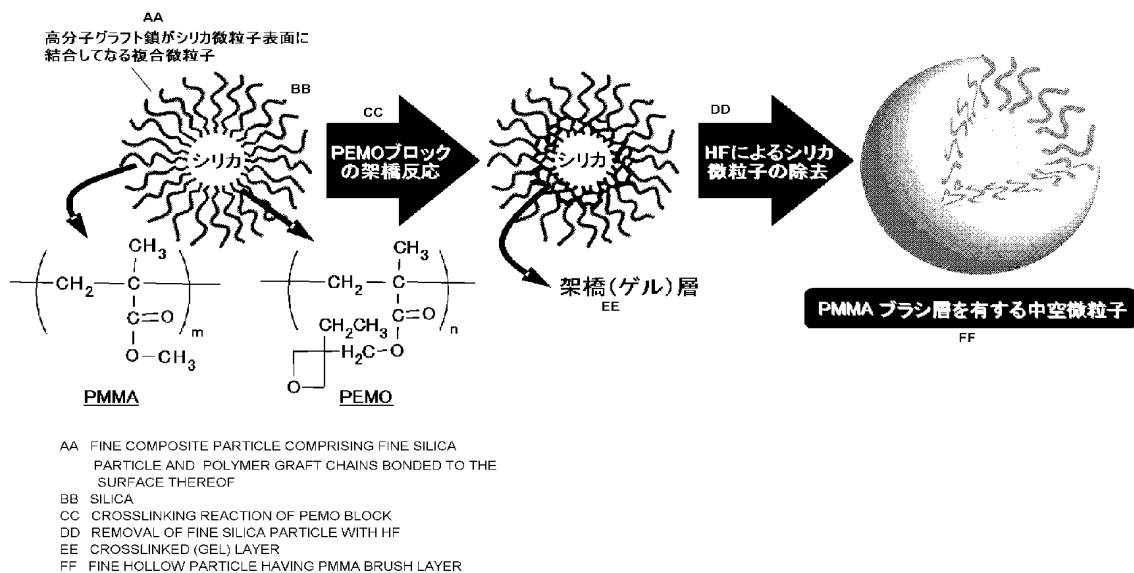 AA
高分子グラフト鎖がシリカ微粒子表面に
結合してなる複合微粒子
BB
シリカ
CC
PEMOブロック
の架橋反応
シリカ
DD
HFによるシリカ
微粒子の除去
架橋(ゲル)層
EE
PMMA ブラシ層を有する中空微粒子
FF
CH3
CH2
C
C=O
O-CH3
m
PMMA
CH3
CH2
C
C=O
CH2CH3
H2C-O
O
n
PEMO
AA FINE COMPOSITE PARTICLE COMPRISING FINE SILICA
PARTICLE AND POLYMER GRAFT CHAINS BONDED TO THE
SURFACE THEREOF
BB SILICA
CC CROSSLINKING REACTION OF PEMO BLOCK
DD REMOVAL OF FINE SILICA PARTICLE WITH HF
EE CROSSLINKED (GEL) LAYER
FF FINE HOLLOW PARTICLE HAVING PMMA BRUSH LAYER